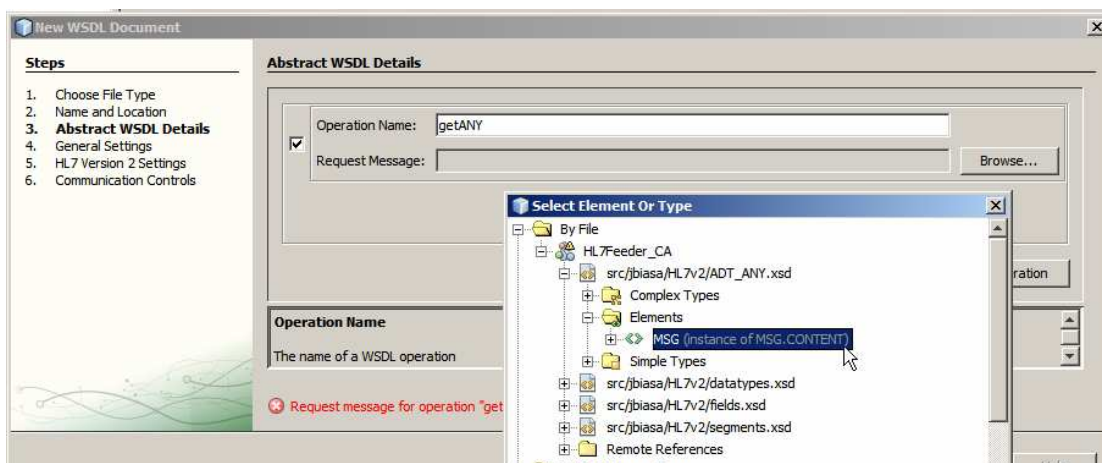 New WSDL Document
Steps
1. Choose File Type
2. Name and Location
3. Abstract WSDL Details
4. General Settings
5. HL7 Version 2 Settings
6. Communication Controls
Abstract WSDL Details
Operation Name: getANY
Request Message:
Browse...
Select Element Or Type
By File
HL7Feeder_CA
src/jbiasa/HL7v2/ADT_ANY.xsd
Complex Types
Elements
MSG (instance of MSG.CONTENT)
Simple Types
src/jbiasa/HL7v2/datatypes.xsd
src/jbiasa/HL7v2/fields.xsd
src/jbiasa/HL7v2/segments.xsd
Remote References
ration
Operation Name
The name of a WSDL operation
Request message for operation "get